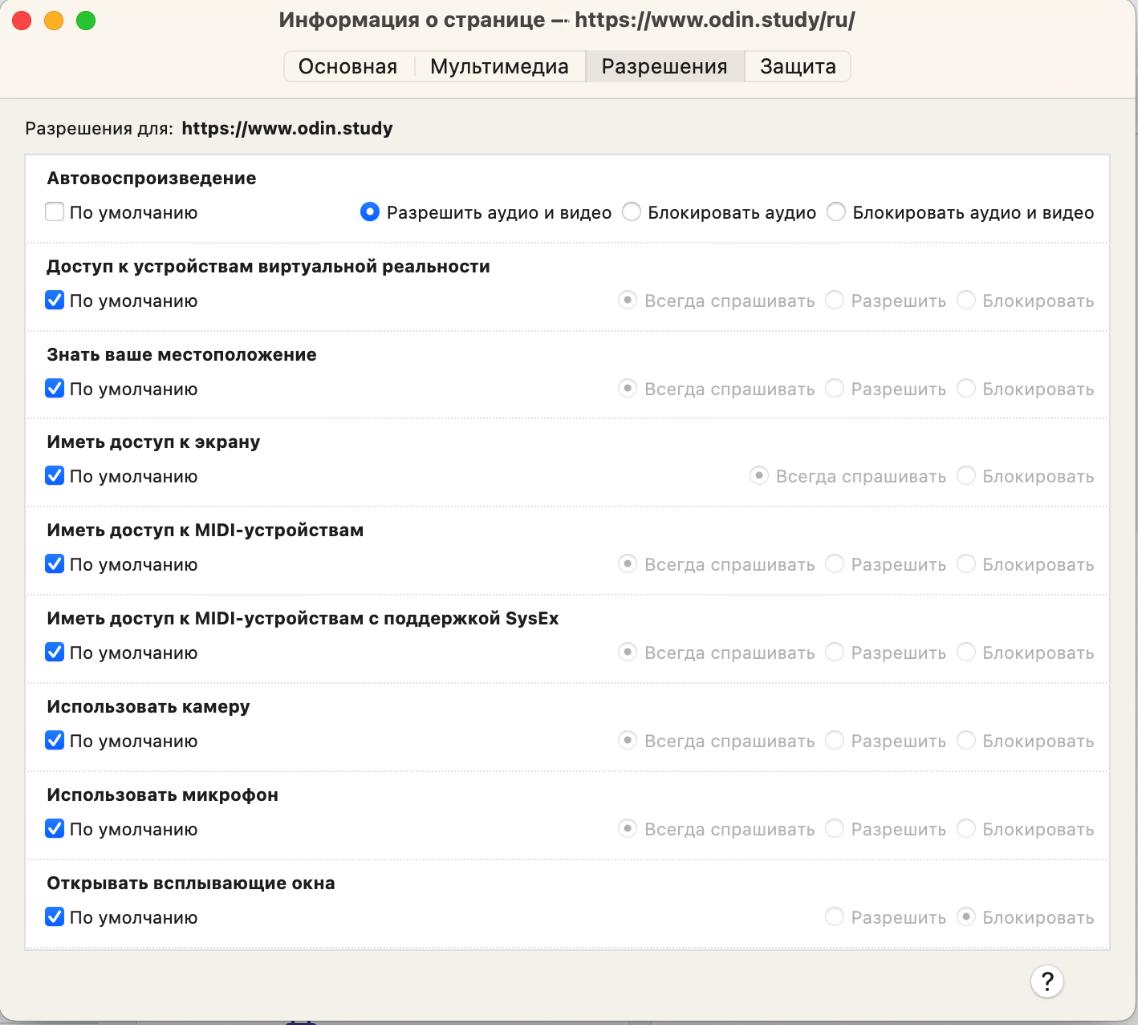 Информация о странице — https://www.odin.study/ru/
Основная Мультимедиа Разрешения Защита
Разрешения для: https://www.odin.study
Автовоспроизведение
По умолчанию Разрешить аудио и видео Блокировать аудио Блокировать аудио и видео
Доступ к устройствам виртуальной реальности
По умолчанию Всегда спрашивать Разрешить Блокировать
Знать ваше местоположение
По умолчанию Всегда спрашивать Разрешить Блокировать
Иметь доступ к экрану
По умолчанию Всегда спрашивать Блокировать
Иметь доступ к MIDI-устройствам
По умолчанию Всегда спрашивать Разрешить Блокировать
Иметь доступ к MIDI-устройствам с поддержкой SysEx
По умолчанию Всегда спрашивать Разрешить Блокировать
Использовать камеру
По умолчанию Всегда спрашивать Разрешить Блокировать
Использовать микрофон
По умолчанию Всегда спрашивать Разрешить Блокировать
Открывать всплывающие окна
По умолчанию Разрешить Блокировать
?